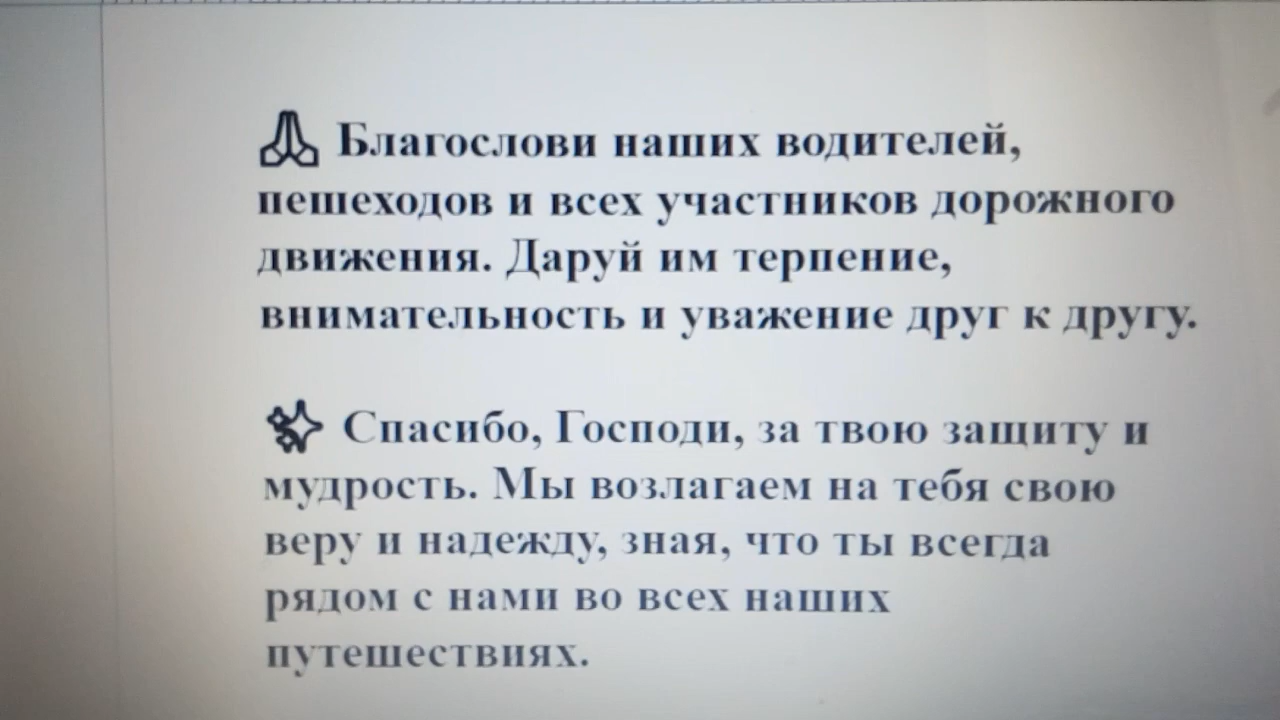 🙏 Благослови наших водителей,
пешеходов и всех участников дорожного
движения. Даруй им терпение,
внимательность и уважение друг к другу.
✨ Спасибо, Господи, за твою защиту и
мудрость. Мы возлагаем на тебя свою
веру и надежду, зная, что ты всегда
рядом с нами во всех наших
путешествиях.